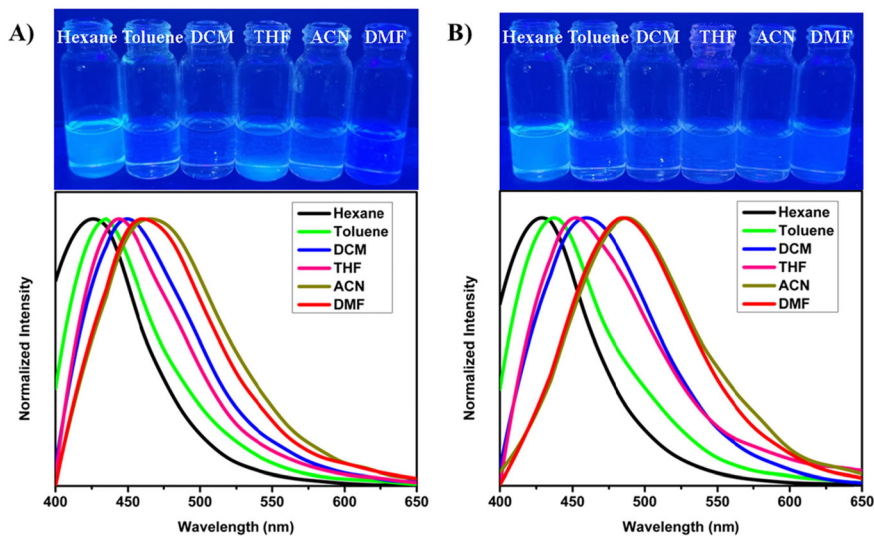 A)
Hexane Toluene DCM THF ACN DMF
Normalized Intensity
Hexane
Toluene
DCM
THF
ACN
DMF
400 450 500 550 600 650
Wavelength (nm)
B)
Hexane Toluene DCM THF ACN DMF
Normalized Intensity
Hexane
Toluene
DCM
THF
ACN
DMF
400 450 500 550 600 650
Wavelength (nm)